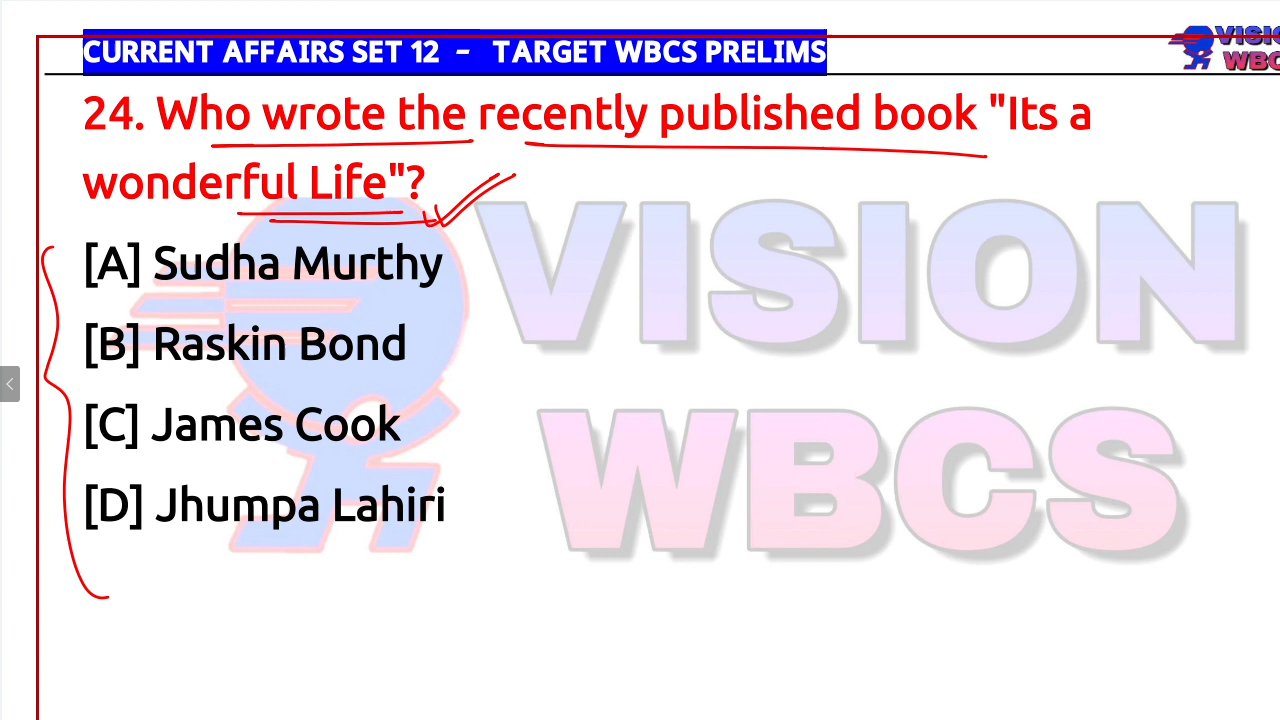 CURRENT AFFAIRS SET 12 - TARGET WBCS PRELIMS
24. Who wrote the recently published book "Its a
wonderful Life"?
[A] Sudha Murthy
[B] Raskin Bond
[C] James Cook
[D] Jhumpa Lahiri
VISION
WBCS